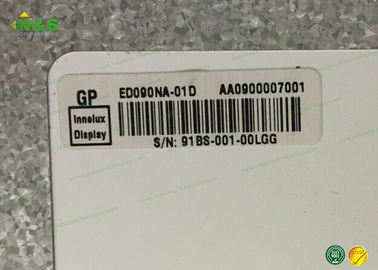 N&S
GP ED090NA-01D AA0900007001
Innolux
Display
S/N: 91BS-001-00LGG